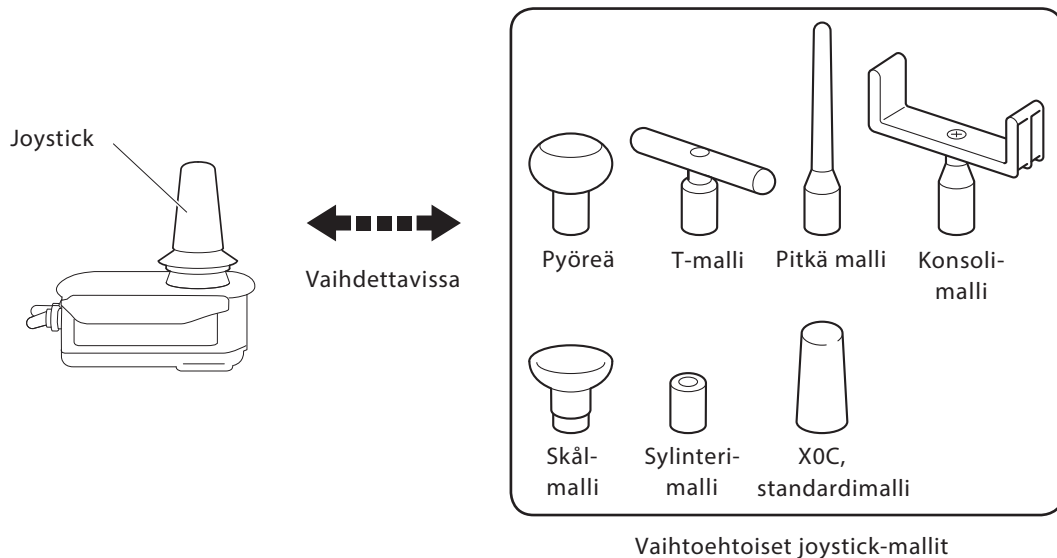 Joystick
Vaihdettavissa
Pyöreä
T-malli
Pitkä malli
Konsoli-
malli
Skål-
malli
Sylinteri-
malli
X0C,
standardimalli
Vaihtoehtoiset joystick-mallit